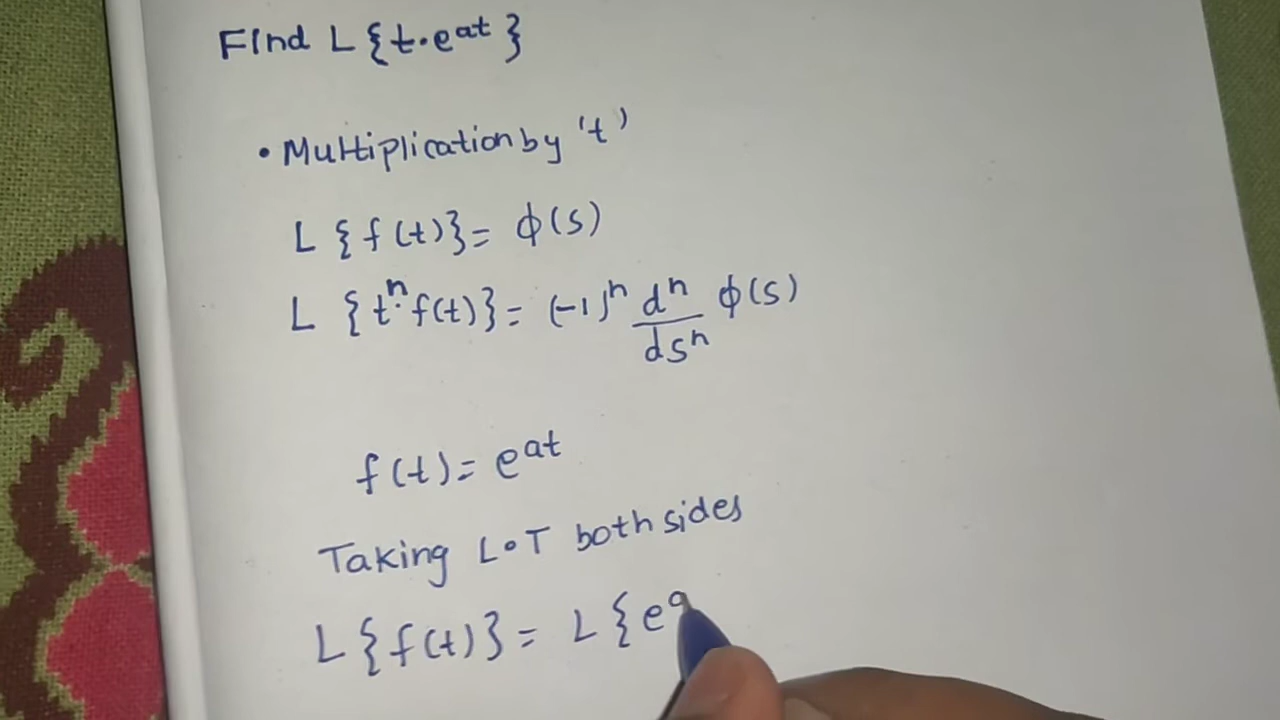 Find L{t·e^at}
• Multiplication by 't'
L {f(t)} = ϕ(s)
L {t^n·f(t)} = (-1)^n d^n/ds^n ϕ(s)
f(t) = e^at
Taking L·T both sides
L{f(t)} = L{e^a